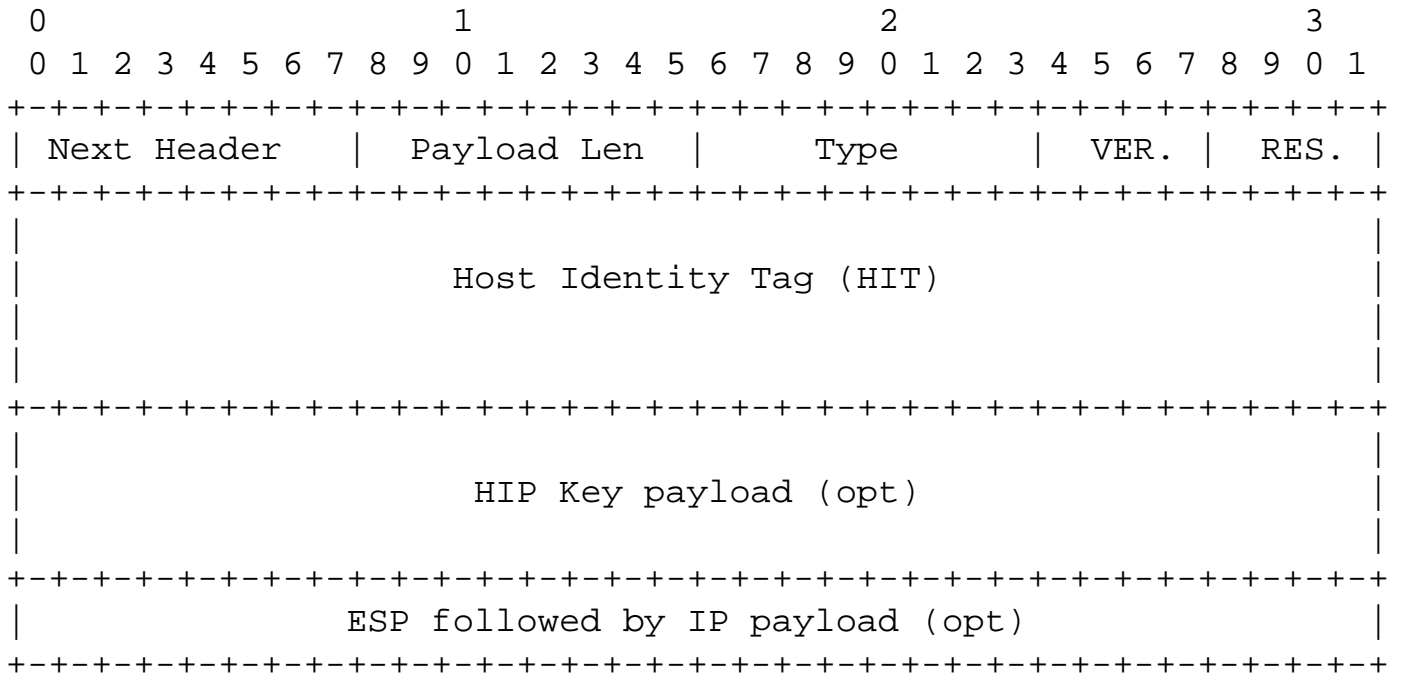 0                   1                   2                   3
0 1 2 3 4 5 6 7 8 9 0 1 2 3 4 5 6 7 8 9 0 1 2 3 4 5 6 7 8 9 0 1
+-+-+-+-+-+-+-+-+-+-+-+-+-+-+-+-+-+-+-+-+-+-+-+-+-+-+-+-+-+-+-+-+
| Next Header   |  Payload Len  |     Type      |  VER. |  RES. |
+-+-+-+-+-+-+-+-+-+-+-+-+-+-+-+-+-+-+-+-+-+-+-+-+-+-+-+-+-+-+-+-+
|                                                               |
|                    Host Identity Tag (HIT)                    |
|                                                               |
|                                                               |
+-+-+-+-+-+-+-+-+-+-+-+-+-+-+-+-+-+-+-+-+-+-+-+-+-+-+-+-+-+-+-+-+
|                                                               |
|                     HIP Key payload (opt)                     |
|                                                               |
+-+-+-+-+-+-+-+-+-+-+-+-+-+-+-+-+-+-+-+-+-+-+-+-+-+-+-+-+-+-+-+-+
|               ESP followed by IP payload (opt)                |
+-+-+-+-+-+-+-+-+-+-+-+-+-+-+-+-+-+-+-+-+-+-+-+-+-+-+-+-+-+-+-+-+